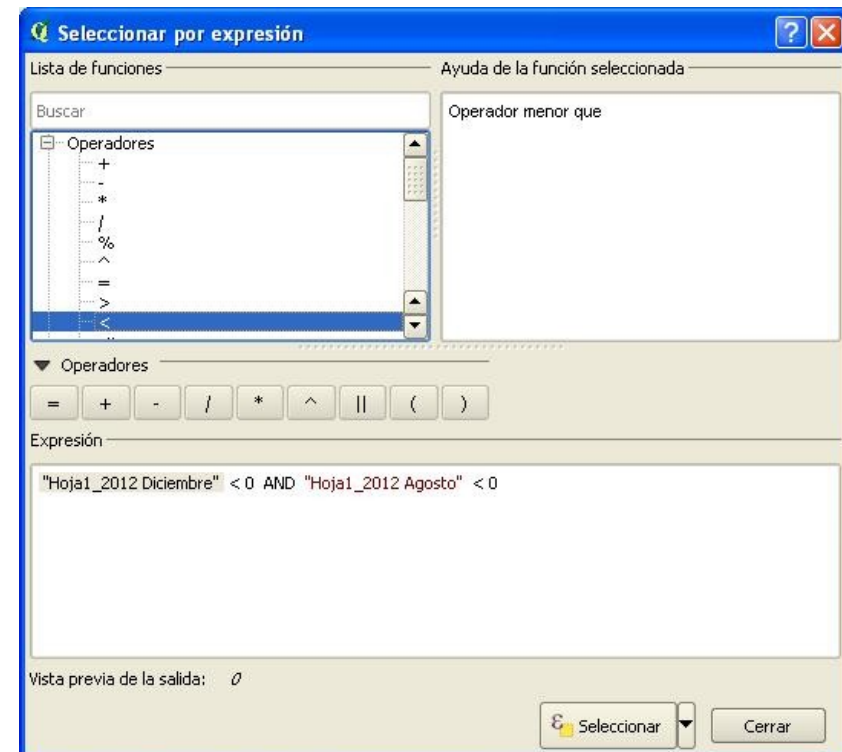 Seleccionar por expresión
Lista de funciones
Ayuda de la función seleccionada
Buscar
Operador menor que
Operadores
+
-
*
/
%
^
=
>
<
Operadores
= + - / * ^ || ( )
Expresión
"Hoja1_2012 Diciembre" < 0 AND "Hoja1_2012 Agosto" < 0
Vista previa de la salida: 0
ε Seleccionar
Cerrar